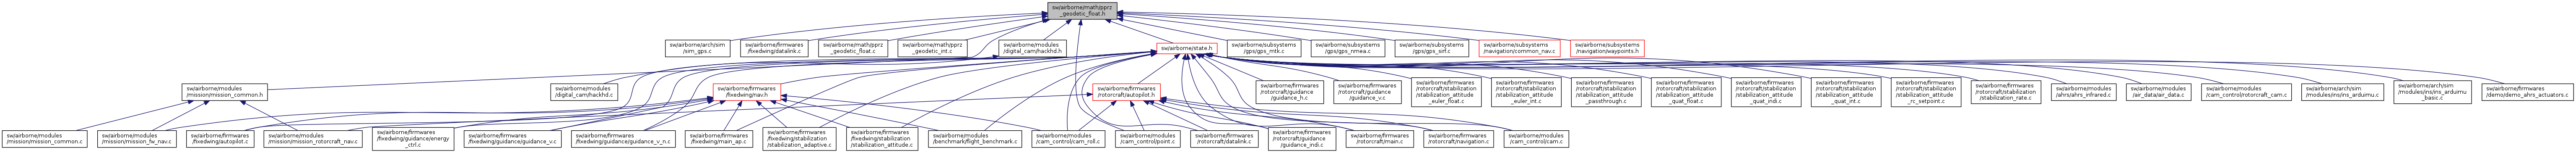 sw/airborne/math/pprz
_geodetic_float.h
sw/airborne/arch/sim
/sim_gps.c
sw/airborne/firmwares
/fixedwing/datalink.c
sw/airborne/math/pprz
_geodetic_float.c
sw/airborne/math/pprz
_geodetic_int.c
sw/airborne/modules
/digital_cam/hackhd.h
sw/airborne/state.h
sw/airborne/subsystems
/gps/gps_mtk.c
sw/airborne/subsystems
/gps/gps_nmea.c
sw/airborne/subsystems
/gps/gps_sirf.c
sw/airborne/subsystems
/navigation/common_nav.c
sw/airborne/subsystems
/navigation/waypoints.h
sw/airborne/modules
/mission/mission_common.h
sw/airborne/modules
/digital_cam/hackhd.c
sw/airborne/firmwares
/fixedwing/nav.h
sw/airborne/firmwares
/rotorcraft/autopilot.h
sw/airborne/firmwares
/rotorcraft/guidance
/guidance_h.c
sw/airborne/firmwares
/rotorcraft/guidance
/guidance_v.c
sw/airborne/firmwares
/rotorcraft/stabilization
/stabilization_attitude
_euler_float.c
sw/airborne/firmwares
/rotorcraft/stabilization
/stabilization_attitude
_euler_int.c
sw/airborne/firmwares
/rotorcraft/stabilization
/stabilization_attitude
_passthrough.c
sw/airborne/firmwares
/rotorcraft/stabilization
/stabilization_attitude
_quat_float.c
sw/airborne/firmwares
/rotorcraft/stabilization
/stabilization_attitude
_quat_indi.c
sw/airborne/firmwares
/rotorcraft/stabilization
/stabilization_attitude
_quat_int.c
sw/airborne/firmwares
/rotorcraft/stabilization
/stabilization_attitude
_rc_setpoint.c
sw/airborne/firmwares
/rotorcraft/stabilization
/stabilization_rate.c
sw/airborne/modules
/ahrs/ahrs_infrared.c
sw/airborne/modules
/air_data/air_data.c
sw/airborne/modules
/cam_control/rotorcraft_cam.c
sw/airborne/arch/sim
/modules/ins/ins_arduimu.c
sw/airborne/arch/sim
/modules/ins/ins_arduimu
_basic.c
sw/airborne/firmwares
/demo/demo_ahrs_actuators.c
sw/airborne/modules
/mission/mission_common.c
sw/airborne/modules
/mission/mission_fw_nav.c
sw/airborne/firmwares
/fixedwing/autopilot.c
sw/airborne/modules
/mission/mission_rotorcraft_nav.c
sw/airborne/firmwares
/fixedwing/guidance/energy
_ctrl.c
sw/airborne/firmwares
/fixedwing/guidance/guidance_v.c
sw/airborne/firmwares
/fixedwing/guidance/guidance_v_n.c
sw/airborne/firmwares
/fixedwing/main_ap.c
sw/airborne/firmwares
/fixedwing/stabilization
/stabilization_adaptive.c
sw/airborne/firmwares
/fixedwing/stabilization
/stabilization_attitude.c
sw/airborne/modules
/benchmark/flight_benchmark.c
sw/airborne/modules
/cam_control/cam_roll.c
sw/airborne/modules
/cam_control/point.c
sw/airborne/firmwares
/rotorcraft/datalink.c
sw/airborne/firmwares
/rotorcraft/guidance
/guidance_indi.c
sw/airborne/firmwares
/rotorcraft/main.c
sw/airborne/firmwares
/rotorcraft/navigation.c
sw/airborne/modules
/cam_control/cam.c